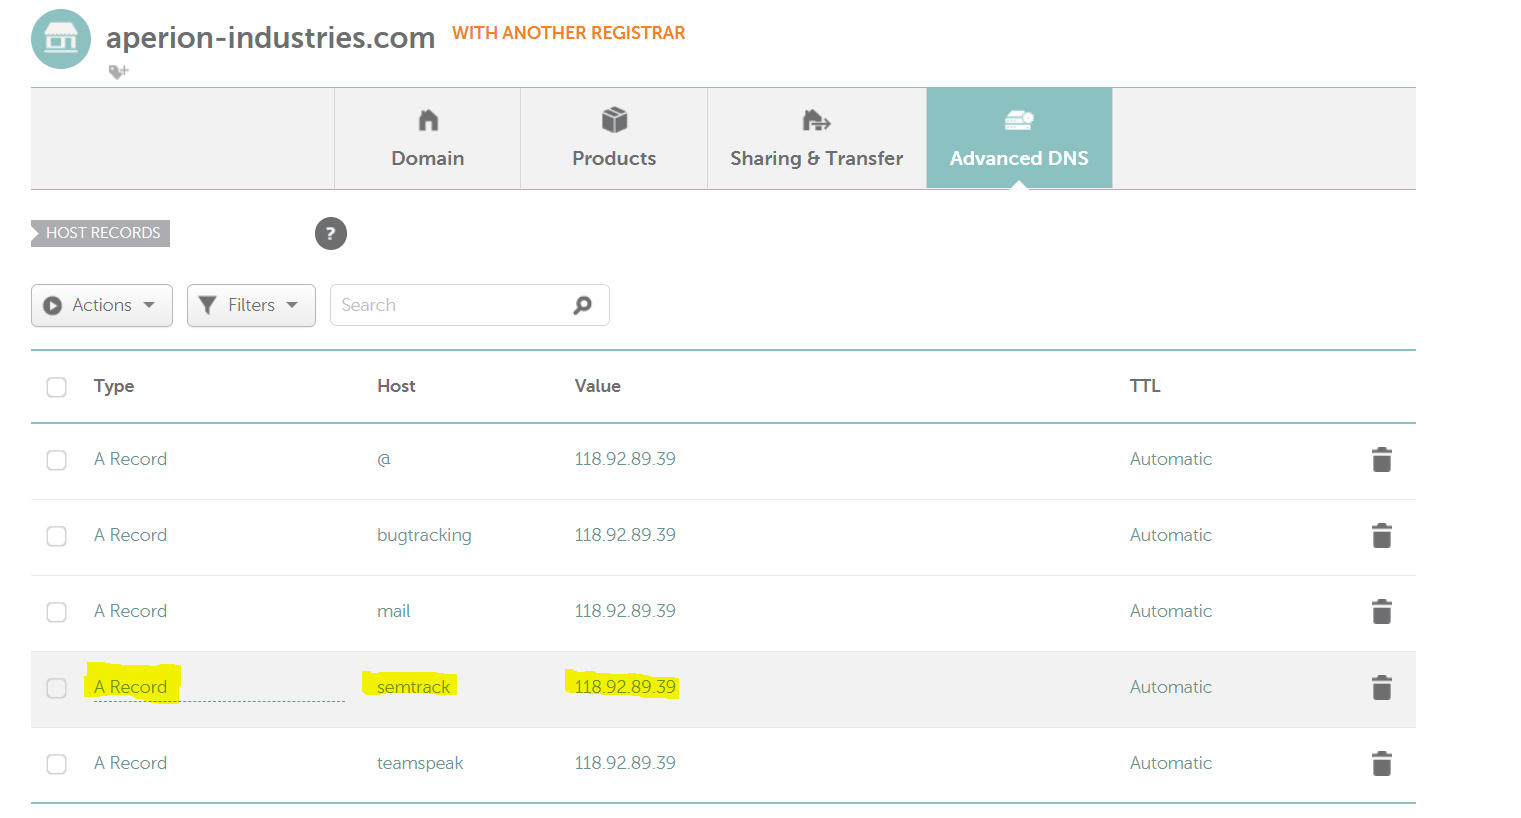 aperion-industries.com WITH ANOTHER REGISTRAR
Domain Products Sharing & Transfer Advanced DNS
HOST RECORDS ?
Actions Filters Search
Type Host Value TTL
A Record @ 118.92.89.39 Automatic
A Record bugtracking 118.92.89.39 Automatic
A Record mail 118.92.89.39 Automatic
A Record semtrack 118.92.89.39 Automatic
A Record teamspeak 118.92.89.39 Automatic